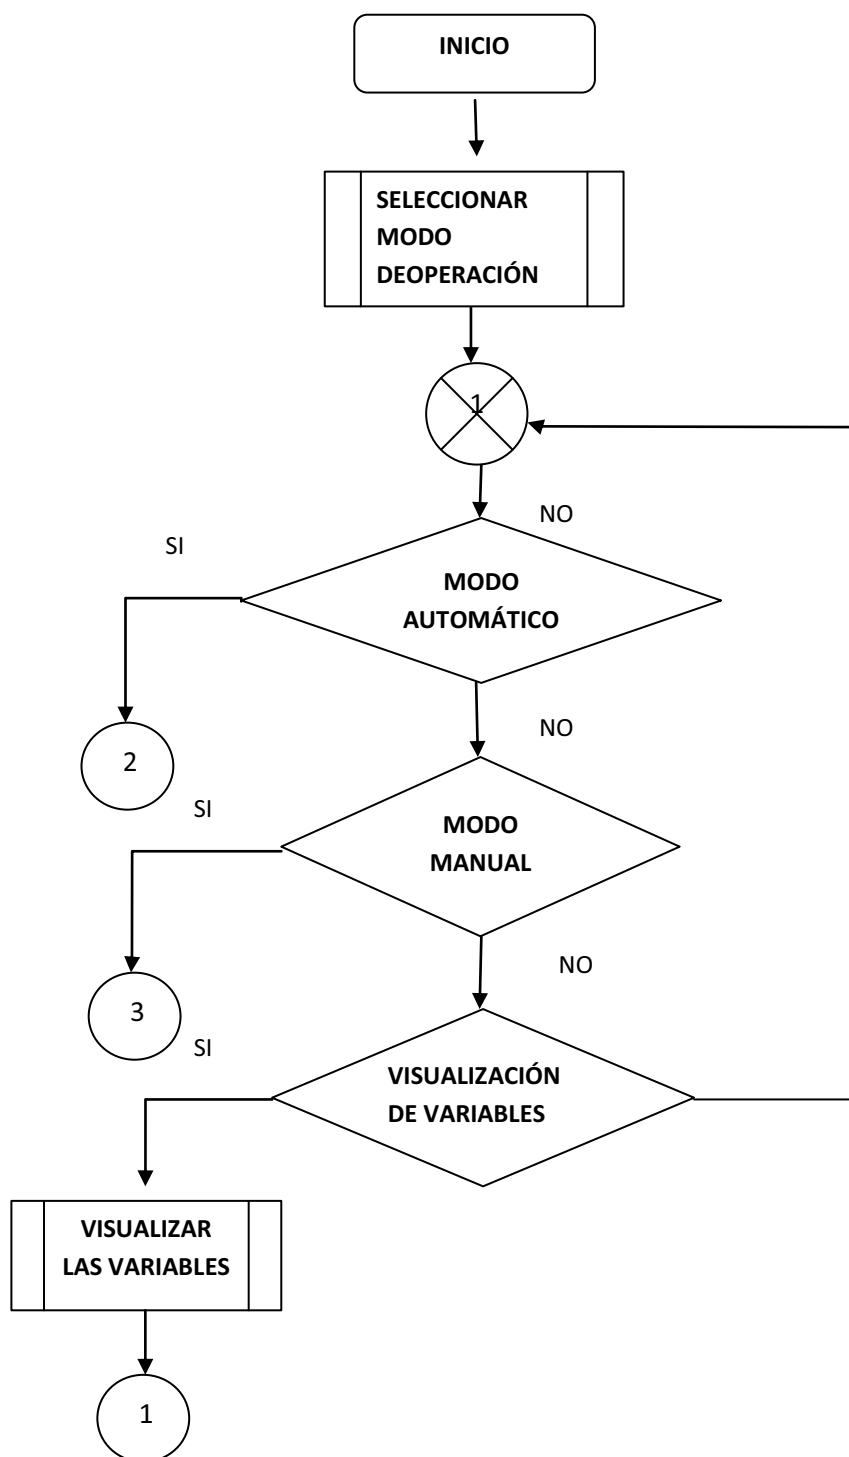 INICIO
SELECCIONAR
MODO
DEOPERACIÓN
1
NO
SI
MODO
AUTOMÁTICO
NO
2
SI
MODO
MANUAL
NO
3
SI
VISUALIZACIÓN
DE VARIABLES
VISUALIZAR
LAS VARIABLES
1